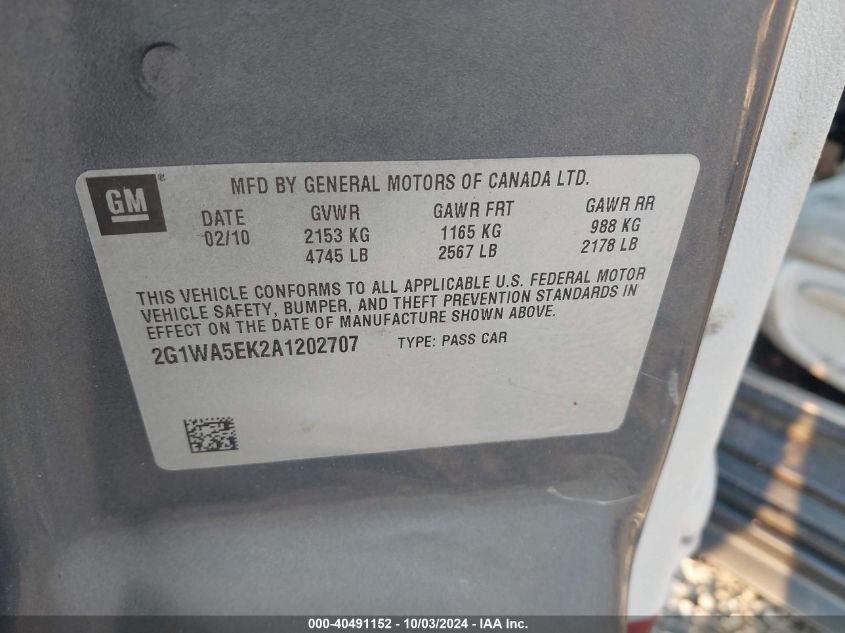 GM ®
MFD BY GENERAL MOTORS OF CANADA LTD.
DATE GVWR GAWR FRT GAWR RR
02/10 2153 KG 1165 KG 988 KG
4745 LB 2567 LB 2178 LB
THIS VEHICLE CONFORMS TO ALL APPLICABLE U.S. FEDERAL MOTOR
VEHICLE SAFETY, BUMPER, AND THEFT PREVENTION STANDARDS IN
EFFECT ON THE DATE OF MANUFACTURE SHOWN ABOVE.
2G1WA5EK2A1202707 TYPE: PASS CAR
000-40491152 - 10/03/2024 - IAA Inc.